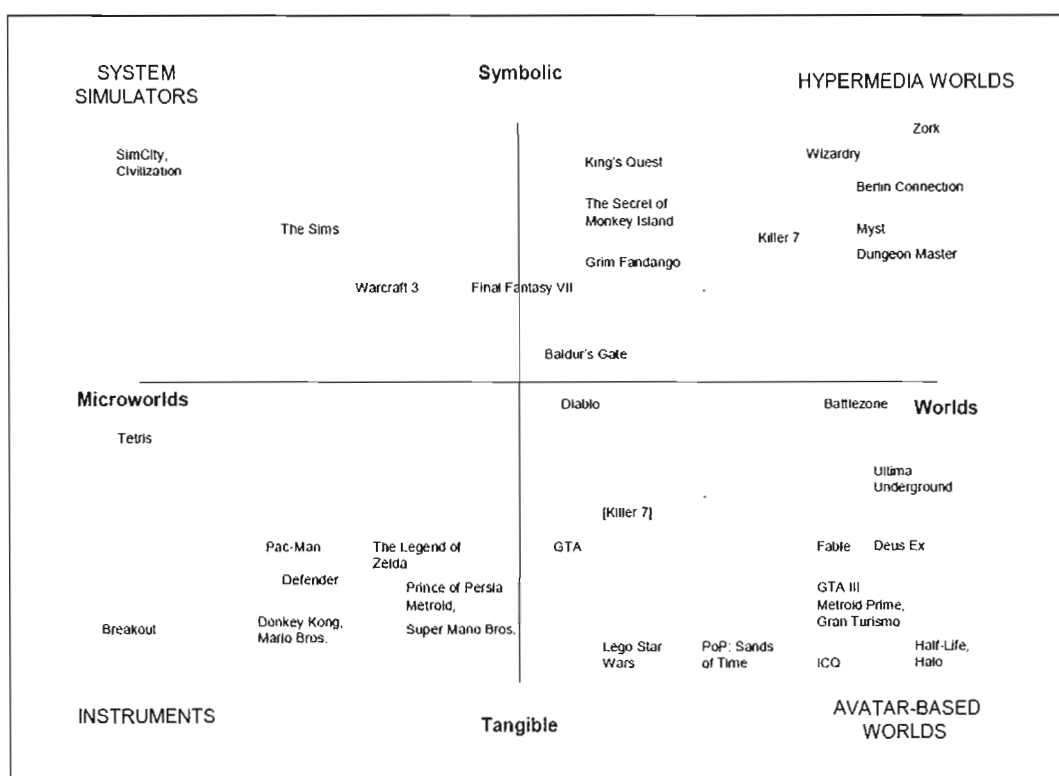 SYSTEM
SIMULATORS
Symbolic
HYPERMEDIA WORLDS
Zork
SimCity,
Civilization
King's Quest
Wizardry
Berlin Connection
The Secret of
Monkey Island
The Sims
Killer 7
Myst
Dungeon Master
Grim Fandango
Warcraft 3
Final Fantasy VII
Baldur's Gate
Microworlds
Diablo
Battlezone
Worlds
Tetris
Ultima
Underground
[Killer 7]
Pac-Man
The Legend of
Zelda
GTA
Fable
Deus Ex
Defender
Prince of Persia
Metroid,
Super Mario Bros.
GTA III
Metroid Prime,
Gran Turismo
Breakout
Donkey Kong,
Mario Bros.
Lego Star
Wars
PoP: Sands
of Time
ICO
Half-Life,
Halo
INSTRUMENTS
Tangible
AVATAR-BASED
WORLDS